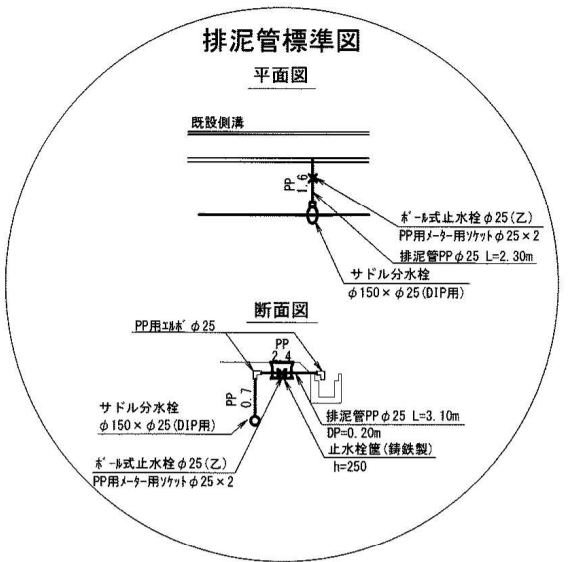 排泥管標準図
平面図
既設側溝
PP
1.6
ﾎﾞｰﾙ式止水栓φ25(乙)
PP用ﾒｰﾀｰ用ｿｹｯﾄφ25×2
排泥管PPφ25 L=2.30m
サドル分水栓
φ150×φ25(DIP用)
断面図
PP用ｴﾙﾎﾞφ25
PP
2.4
PP
0.7
サドル分水栓
φ150×φ25(DIP用)
排泥管PPφ25 L=3.10m
DP=0.20m
止水栓筐(鋳鉄製)
h=250
ﾎﾞｰﾙ式止水栓φ25(乙)
PP用ﾒｰﾀｰ用ｿｹｯﾄφ25×2